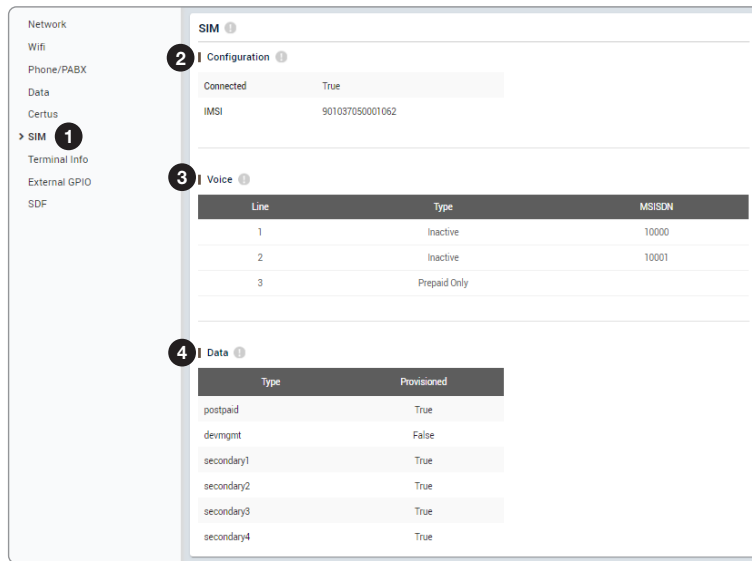 Network
Wifi
Phone/PABX
Data
Certus
> SIM 1
Terminal Info
External GPIO
SDF
SIM !
2 Configuration !
Connected True
IMSI 901037050001062
3 Voice !
Line Type MSISDN
1 Inactive 10000
2 Inactive 10001
3 Prepaid Only
4 Data !
Type Provisioned
postpaid True
devmgmt False
secondary1 True
secondary2 True
secondary3 True
secondary4 True